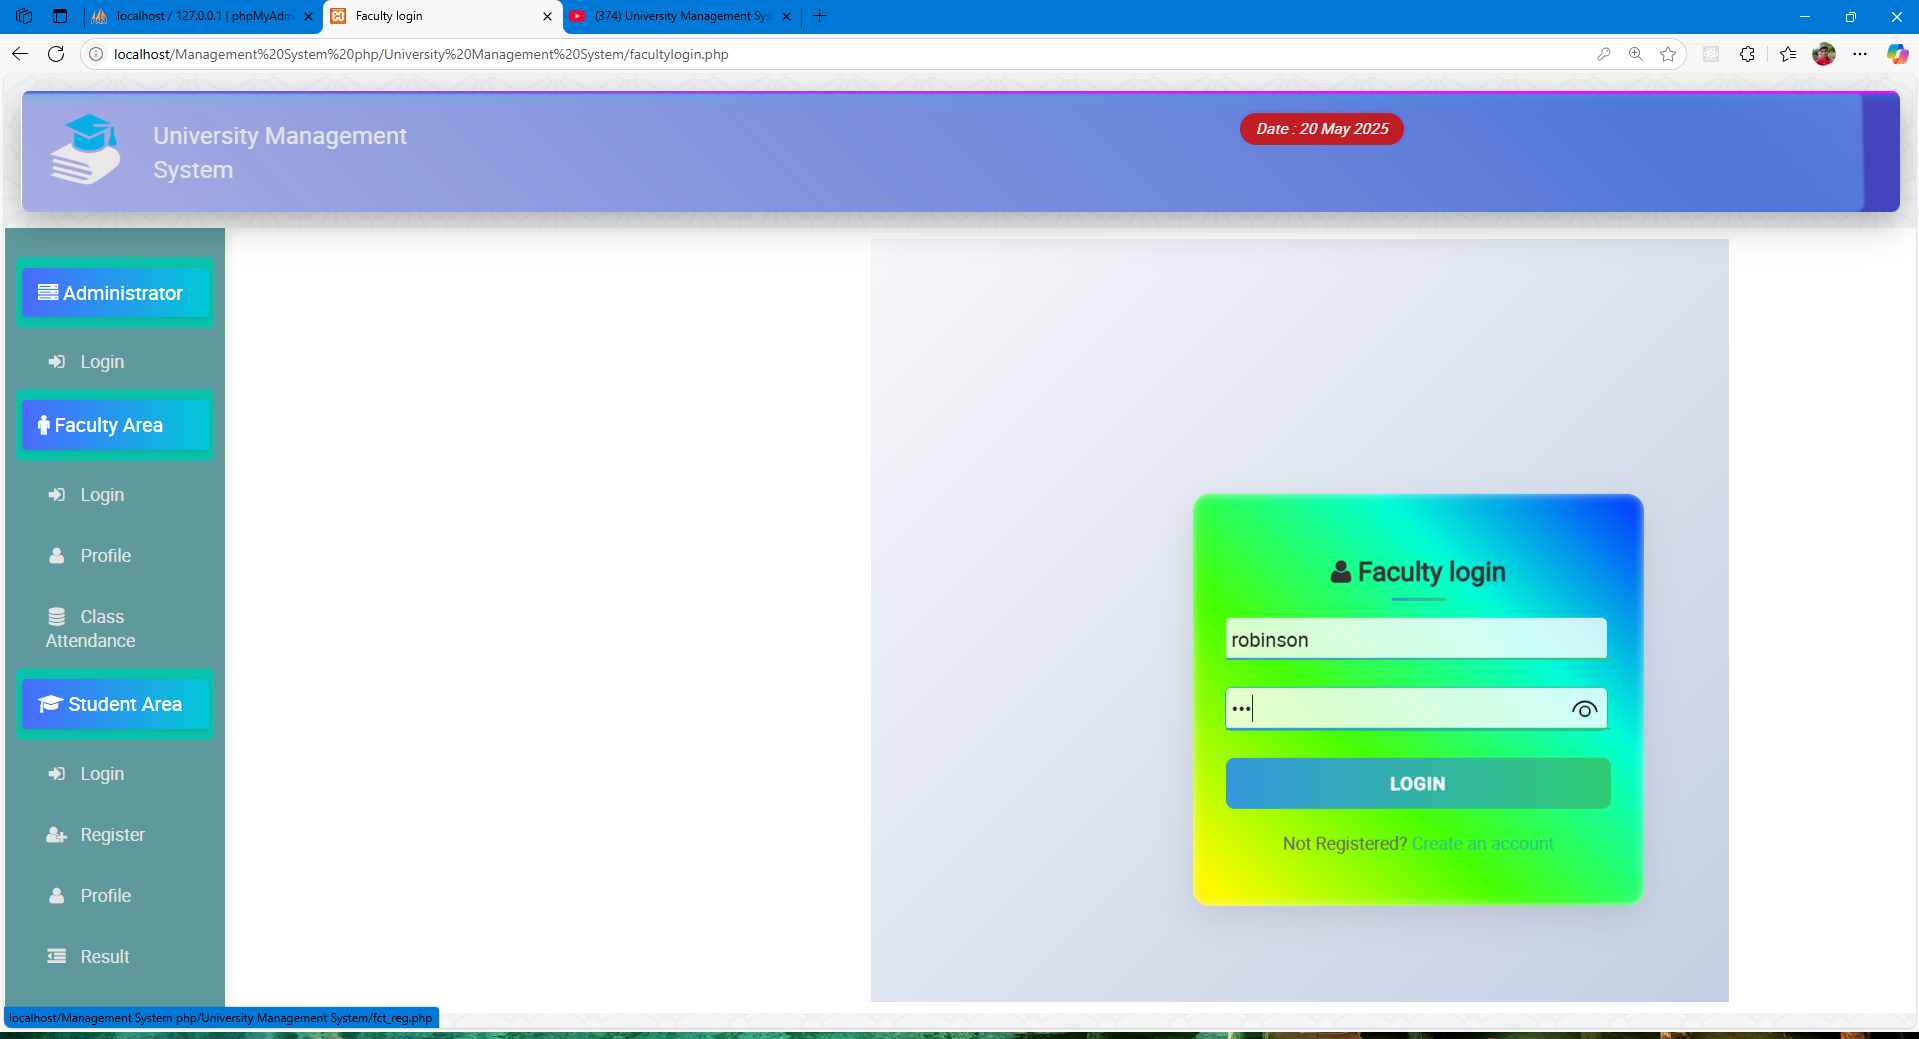 localhost / 127.0.0.1 | phpMyAdm
Faculty login
(374) University Management Sys
localhost/Management%20System%20php/University%20Management%20System/facultylogin.php
University Management
System
Date : 20 May 2025
Administrator
Login
Faculty Area
Login
Profile
Class
Attendance
Student Area
Login
Register
Profile
Result
Faculty login
robinson
LOGIN
Not Registered? Create an account
localhost/Management System php/University Management System/fct_reg.php